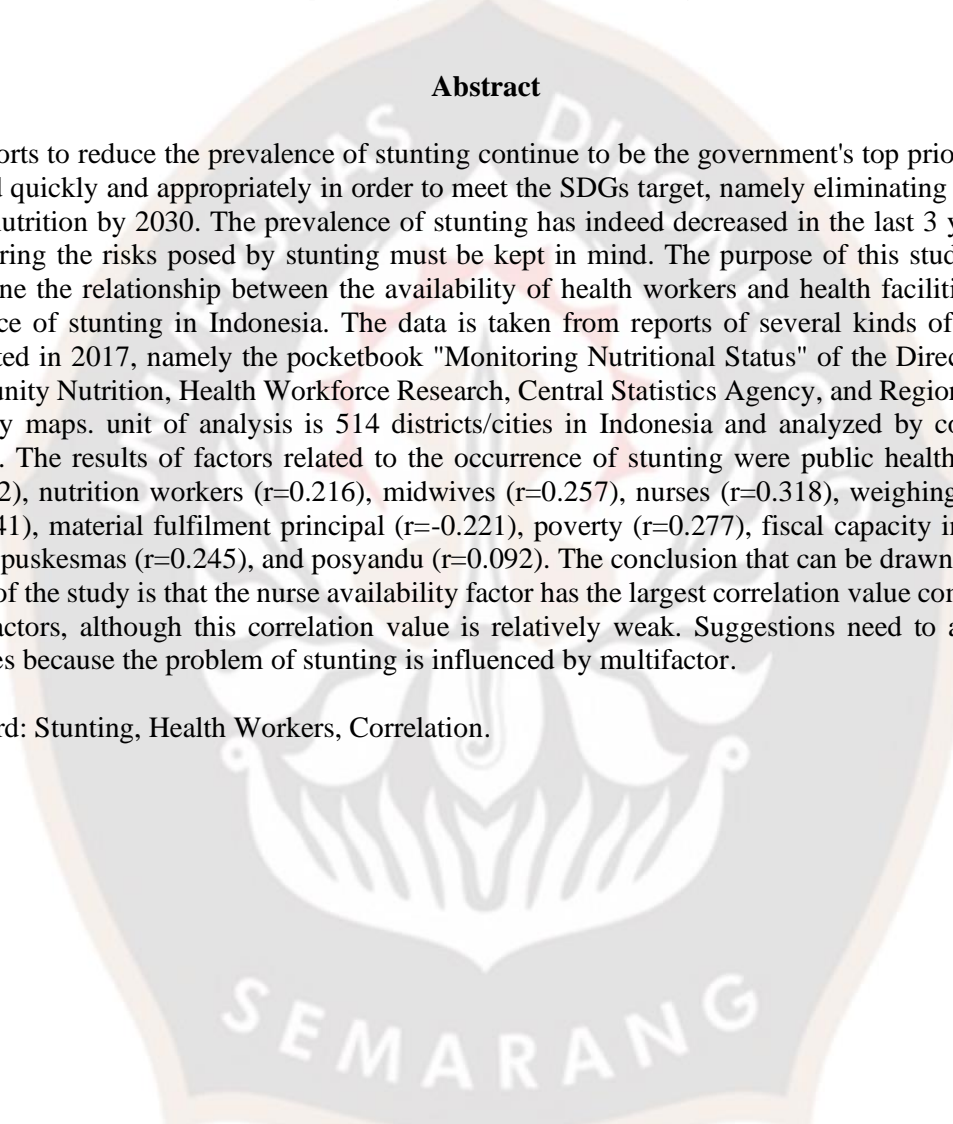 Abstract
orts to reduce the prevalence of stunting continue to be the government's top prio
quickly and appropriately in order to meet the SDGs target, namely eliminating
utrition by 2030. The prevalence of stunting has indeed decreased in the last 3 y
ring the risks posed by stunting must be kept in mind. The purpose of this stud
ne the relationship between the availability of health workers and health faciliti
ce of stunting in Indonesia. The data is taken from reports of several kinds of
ted in 2017, namely the pocketbook "Monitoring Nutritional Status" of the Direc
unity Nutrition, Health Workforce Research, Central Statistics Agency, and Region
y maps. unit of analysis is 514 districts/cities in Indonesia and analyzed by co
. The results of factors related to the occurrence of stunting were public health
2), nutrition workers (r=0.216), midwives (r=0.257), nurses (r=0.318), weighing
41), material fulfilment principal (r=-0.221), poverty (r=0.277), fiscal capacity i
puskesmas (r=0.245), and posyandu (r=0.092). The conclusion that can be drawn
of the study is that the nurse availability factor has the largest correlation value con
actors, although this correlation value is relatively weak. Suggestions need to a
es because the problem of stunting is influenced by multifactor.
rd: Stunting, Health Workers, Correlation.
UNIVERSITAS DIPONEGORO
SEMARANG